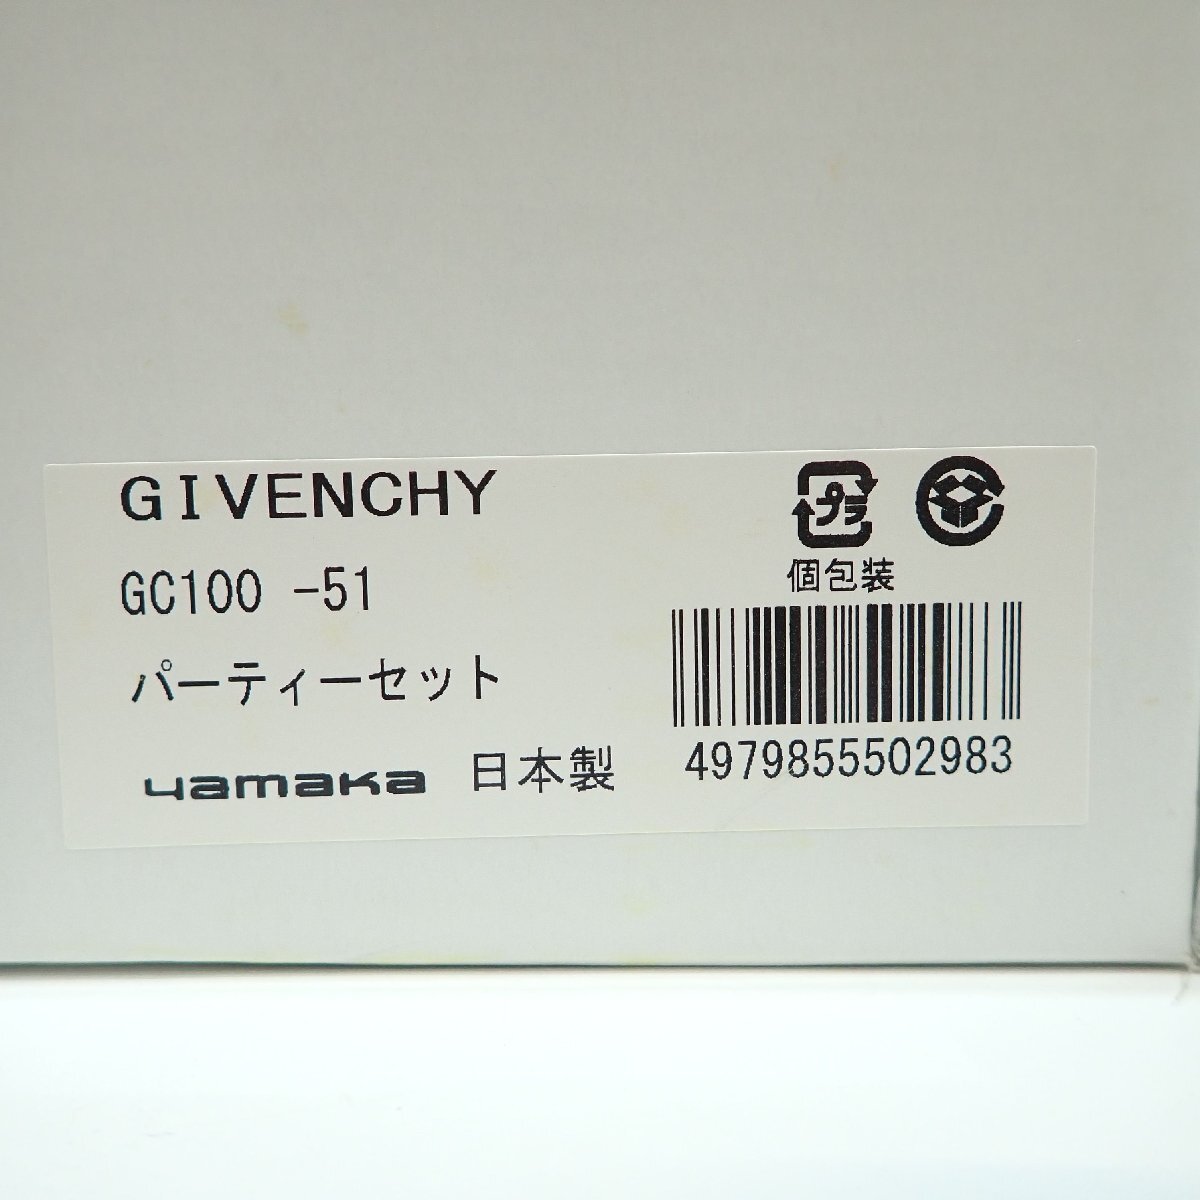 GIVENCHY
GC100 -51
パーティーセット
yamaka 日本製
プラ
個包装
4979855502983